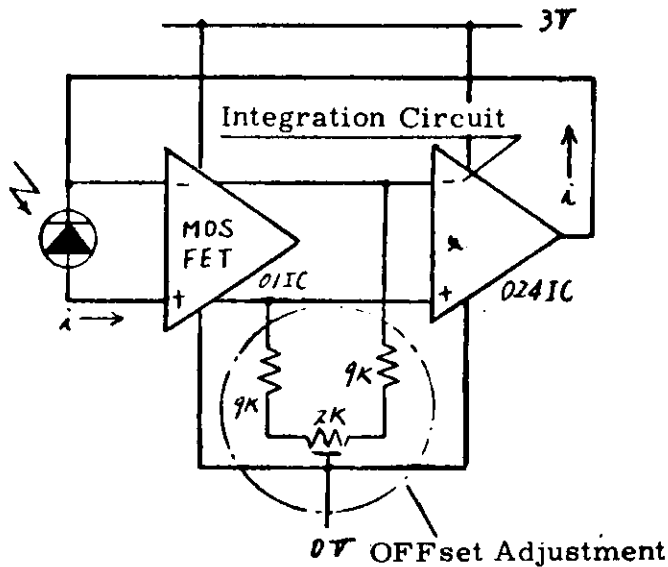 3V
Integration Circuit
i
−
−
MOS
FET
+
+
01IC
024IC
i
9K
9K
2K
0V
OFFset Adjustment